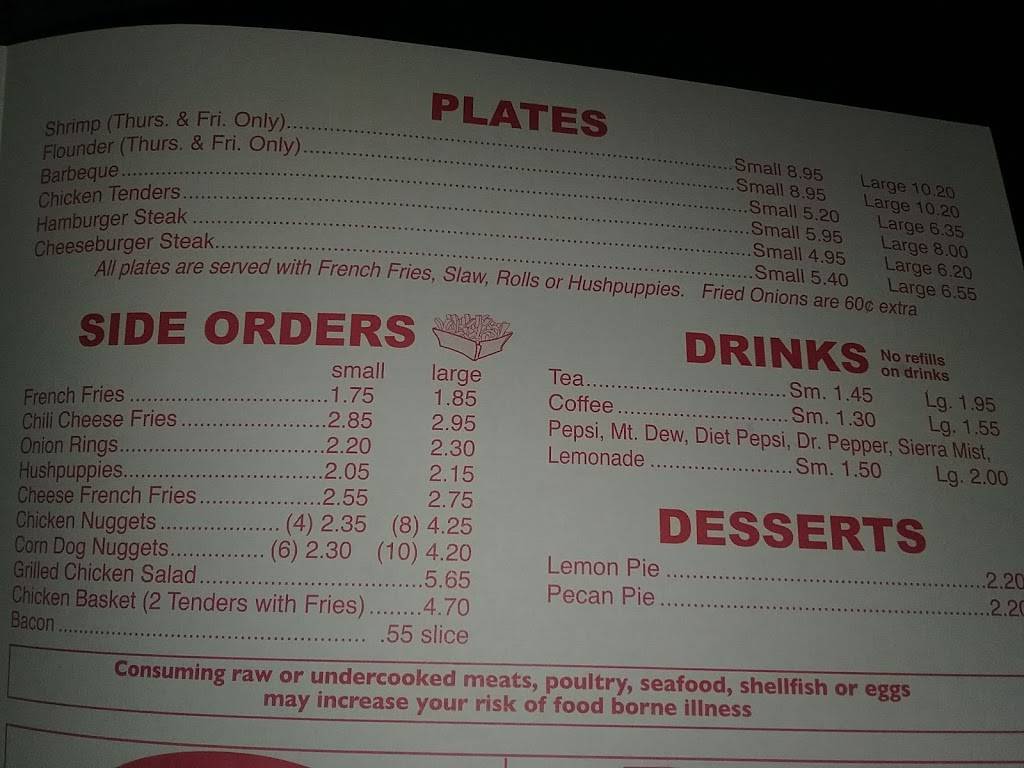 PLATES
Shrimp (Thurs. & Fri. Only)..........Small 8.95 Large 10.20
Flounder (Thurs. & Fri. Only)..........Small 8.95 Large 10.20
Barbeque..........Small 5.20 Large 6.35
Chicken Tenders..........Small 5.95 Large 8.00
Hamburger Steak..........Small 4.95 Large 6.20
Cheeseburger Steak..........Small 5.40 Large 6.55
All plates are served with French Fries, Slaw, Rolls or Hushpuppies. Fried Onions are 60¢ extra
SIDE ORDERS
small large
French Fries..........1.75 1.85
Chili Cheese Fries..........2.85 2.95
Onion Rings..........2.20 2.30
Hushpuppies..........2.05 2.15
Cheese French Fries..........2.55 2.75
Chicken Nuggets..........(4) 2.35 (8) 4.25
Corn Dog Nuggets..........(6) 2.30 (10) 4.20
Grilled Chicken Salad..........5.65
Chicken Basket (2 Tenders with Fries)........4.70
Bacon.......... .55 slice
DRINKS No refills
on drinks
Tea..........Sm. 1.45 Lg. 1.95
Coffee..........Sm. 1.30 Lg. 1.55
Pepsi, Mt. Dew, Diet Pepsi, Dr. Pepper, Sierra Mist,
Lemonade..........Sm. 1.50 Lg. 2.00
DESSERTS
Lemon Pie..........2.20
Pecan Pie..........2.20
Consuming raw or undercooked meats, poultry, seafood, shellfish or eggs
may increase your risk of food borne illness